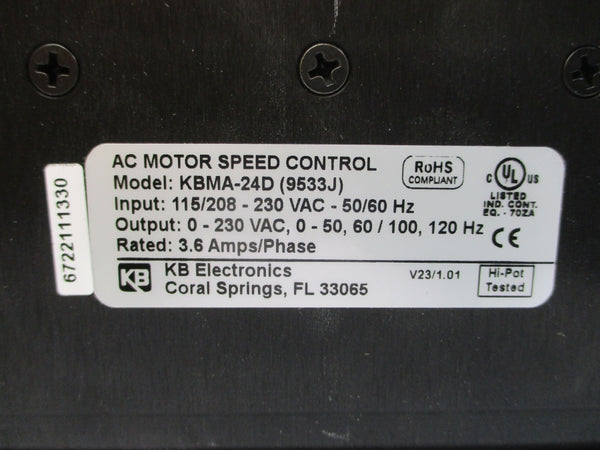 AC MOTOR SPEED CONTROL
Model: KBMA-24D (9533J)
Input: 115/208 - 230 VAC - 50/60 Hz
Output: 0 - 230 VAC, 0 - 50, 60 / 100, 120 Hz
Rated: 3.6 Amps/Phase
RoHS
COMPLIANT
C UL US
LISTED
IND. CONT.
EQ. - 70ZA
CE
KB
KB Electronics
Coral Springs, FL 33065
V23/1.01
Hi-Pot
Tested
6722111330